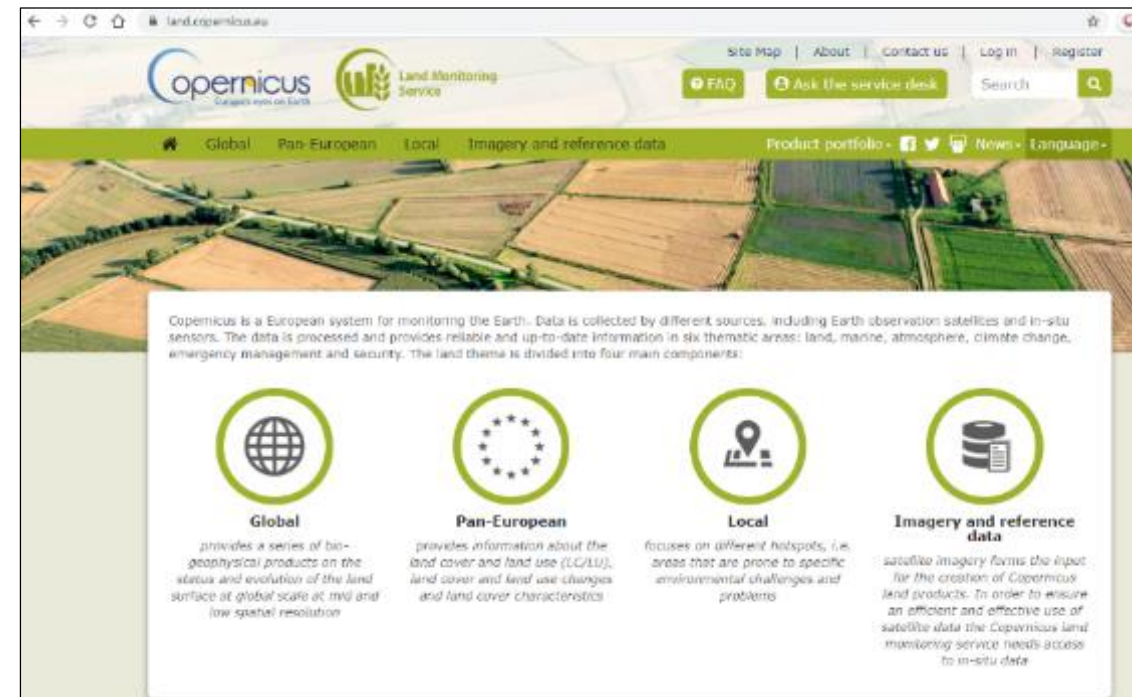 land.copernicus.eu
Site Map | About | Contact us | Log in | Register
Copernicus
Europe's eyes on Earth
Land Monitoring
Service
FAQ
Ask the service desk
Search
Global Pan-European Local Imagery and reference data Product portfolio News Language
Copernicus is a European system for monitoring the Earth. Data is collected by different sources, including Earth observation satellites and in-situ
sensors. The data is processed and provides reliable and up-to-date information in six thematic areas: land, marine, atmosphere, climate change,
emergency management and security. The land theme is divided into four main components:
Global
provides a series of bio-
geophysical products on the
status and evolution of the land
surface at global scale at mid and
low spatial resolution
Pan-European
provides information about the
land cover and land use (LC/LU),
land cover and land use changes
and land cover characteristics
Local
focuses on different hotspots, i.e.
areas that are prone to specific
environmental challenges and
problems
Imagery and reference
data
satellite imagery forms the input
for the creation of Copernicus
land products. In order to ensure
an efficient and effective use of
satellite data the Copernicus land
monitoring service needs access
to in-situ data